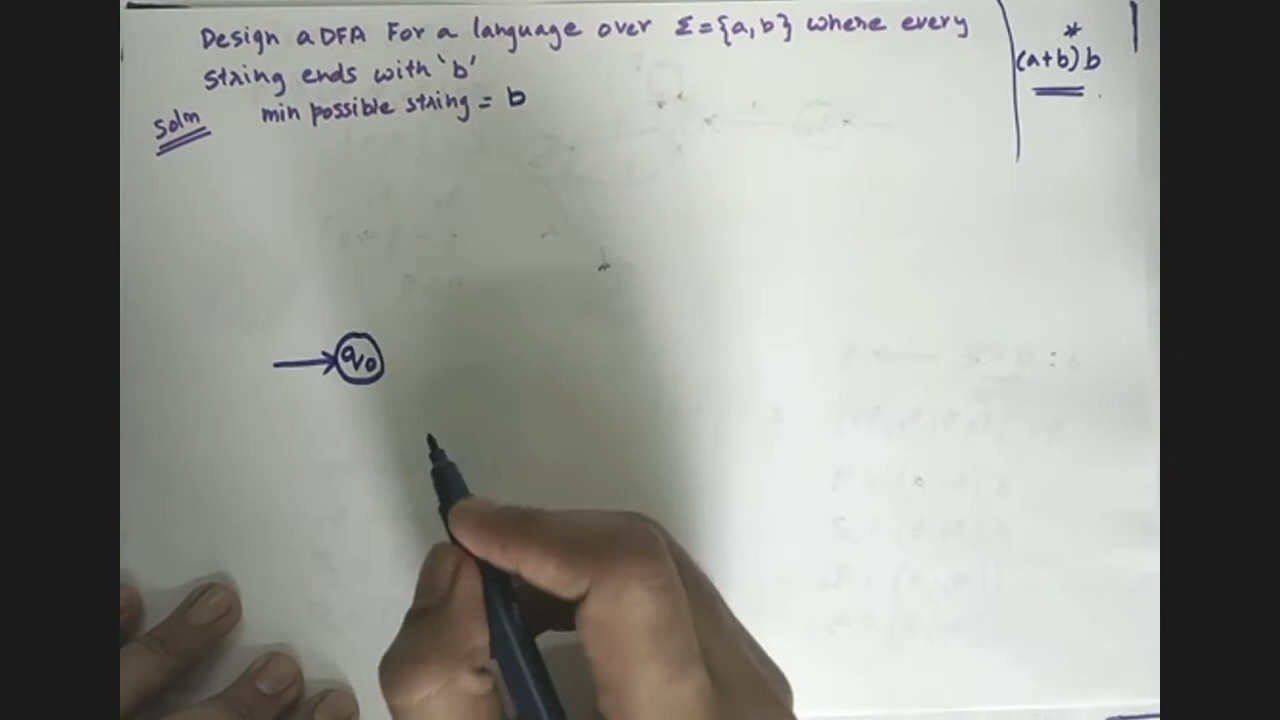 Design a DFA For a language over Σ={a,b} where every
string ends with 'b'
Soln min possible string = b
(a+b)*b
q0